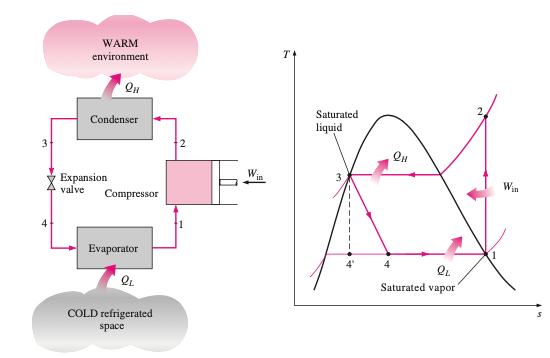 WARM
environment
Q_H
Condenser
3
2
Expansion
valve
Compressor
W_in
4
1
Evaporator
Q_L
COLD refrigerated
space
T
2
Saturated
liquid
Q_H
3
W_in
4'
4
Q_L
1
Saturated vapor
s